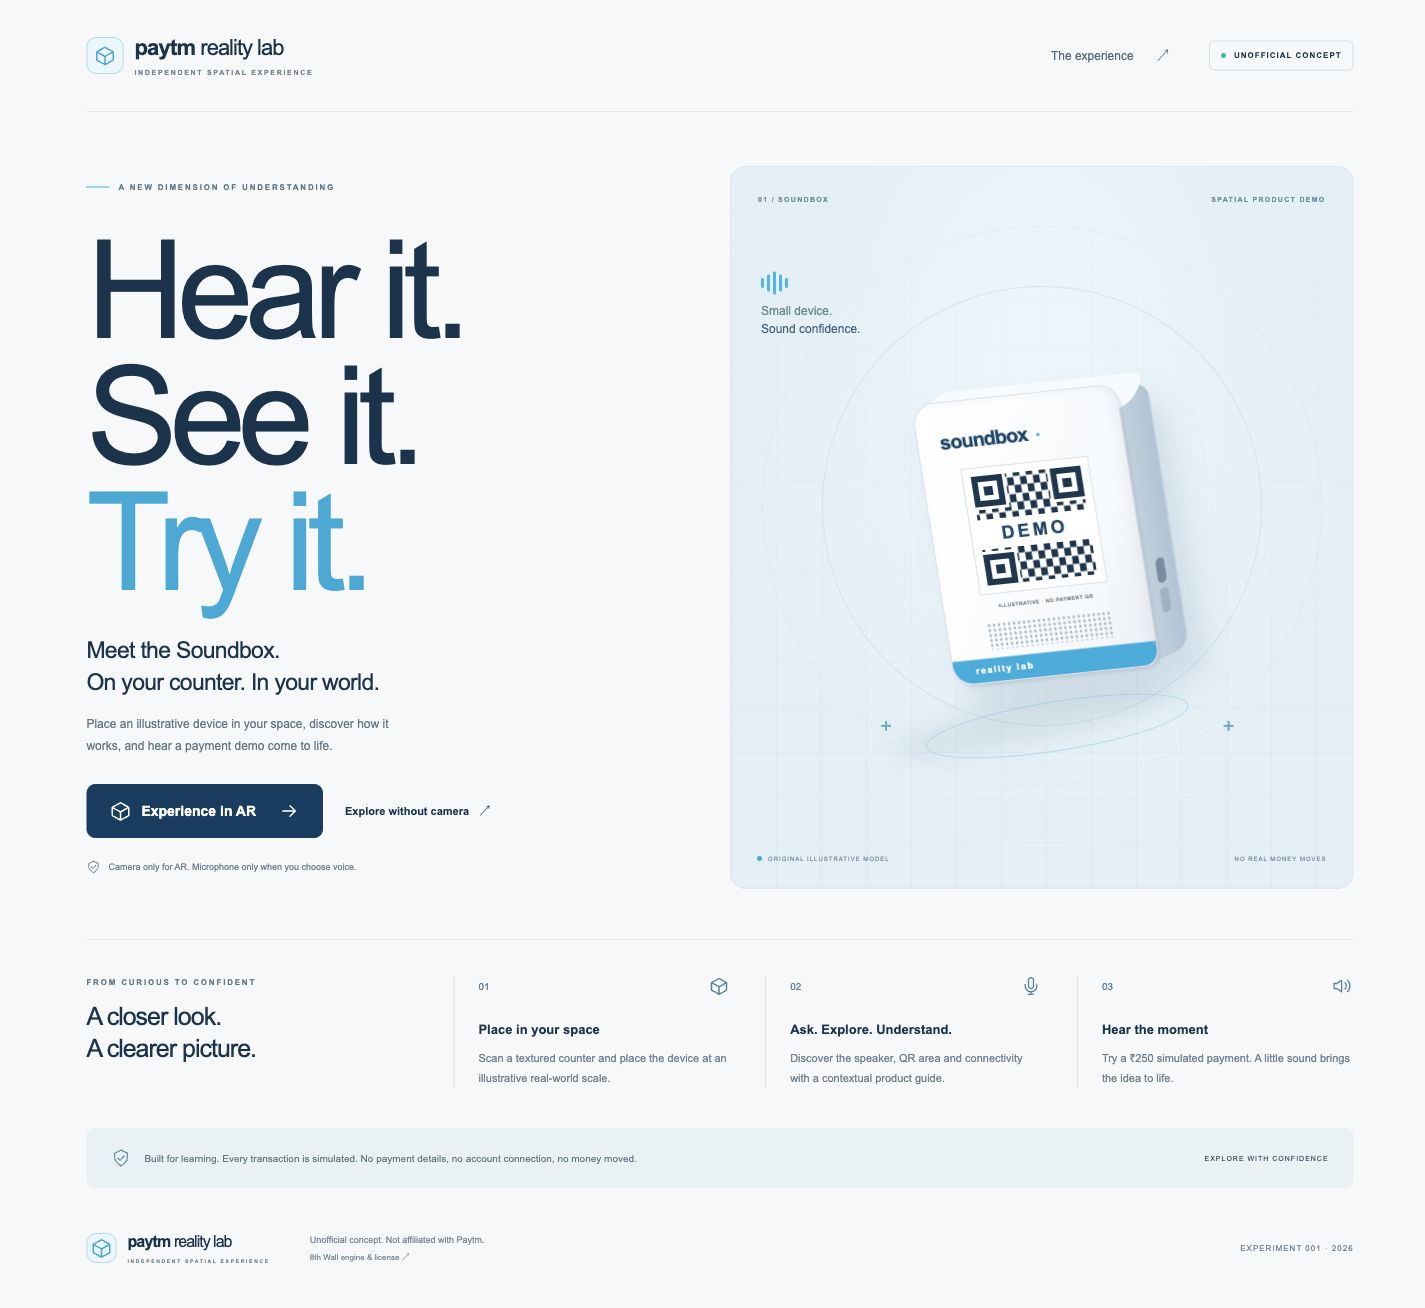 paytm reality lab
INDEPENDENT SPATIAL EXPERIENCE
The experience
UNOFFICIAL CONCEPT
A NEW DIMENSION OF UNDERSTANDING
Hear it.
See it.
Try it.
Meet the Soundbox.
On your counter. In your world.
Place an illustrative device in your space, discover how it
works, and hear a payment demo come to life.
Experience in AR
Explore without camera
Camera only for AR. Microphone only when you choose voice.
01 / SOUNDBOX
SPATIAL PRODUCT DEMO
Small device.
Sound confidence.
soundbox
DEMO
ILLUSTRATIVE · NO PAYMENT QR
reality lab
ORIGINAL ILLUSTRATIVE MODEL
NO REAL MONEY MOVES
FROM CURIOUS TO CONFIDENT
A closer look.
A clearer picture.
01
Place in your space
Scan a textured counter and place the device at an
illustrative real-world scale.
02
Ask. Explore. Understand.
Discover the speaker, QR area and connectivity
with a contextual product guide.
03
Hear the moment
Try a ₹250 simulated payment. A little sound brings
the idea to life.
Built for learning. Every transaction is simulated. No payment details, no account connection, no money moved.
EXPLORE WITH CONFIDENCE
paytm reality lab
INDEPENDENT SPATIAL EXPERIENCE
Unofficial concept. Not affiliated with Paytm.
8th Wall engine & license
EXPERIMENT 001 · 2026